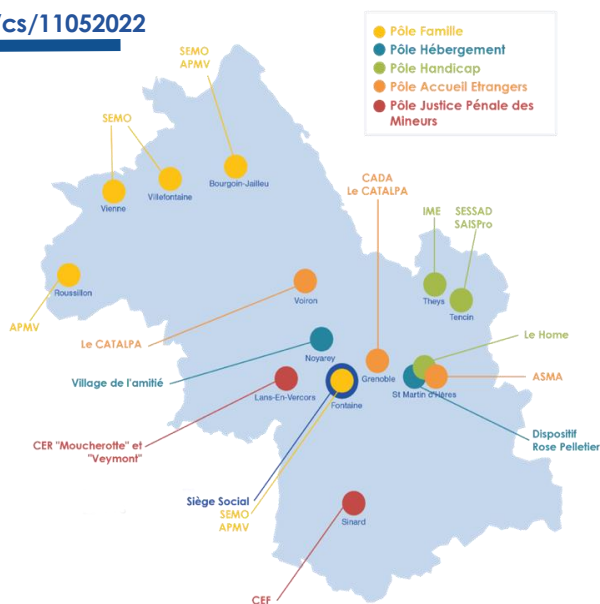 /cs/11052022
Pôle Famille
Pôle Hébergement
Pôle Handicap
Pôle Accueil Etrangers
Pôle Justice Pénale des
Mineurs
SEMO
APMV
SEMO
Bourgoin-Jailleu
Villefontaine
Vienne
CADA
Le CATALPA
IME
SESSAD
SAISPro
Roussillon
Theys
Tencin
Voiron
APMV
Le CATALPA
Noyarey
Le Home
Village de l'amitié
Grenoble
ASMA
Lans-En-Vercors
St Martin d'Hères
Fontaine
CER "Moucherotte" et
"Veymont"
Dispositif
Rose Pelletier
Siège Social
SEMO
APMV
Sinard
CEF